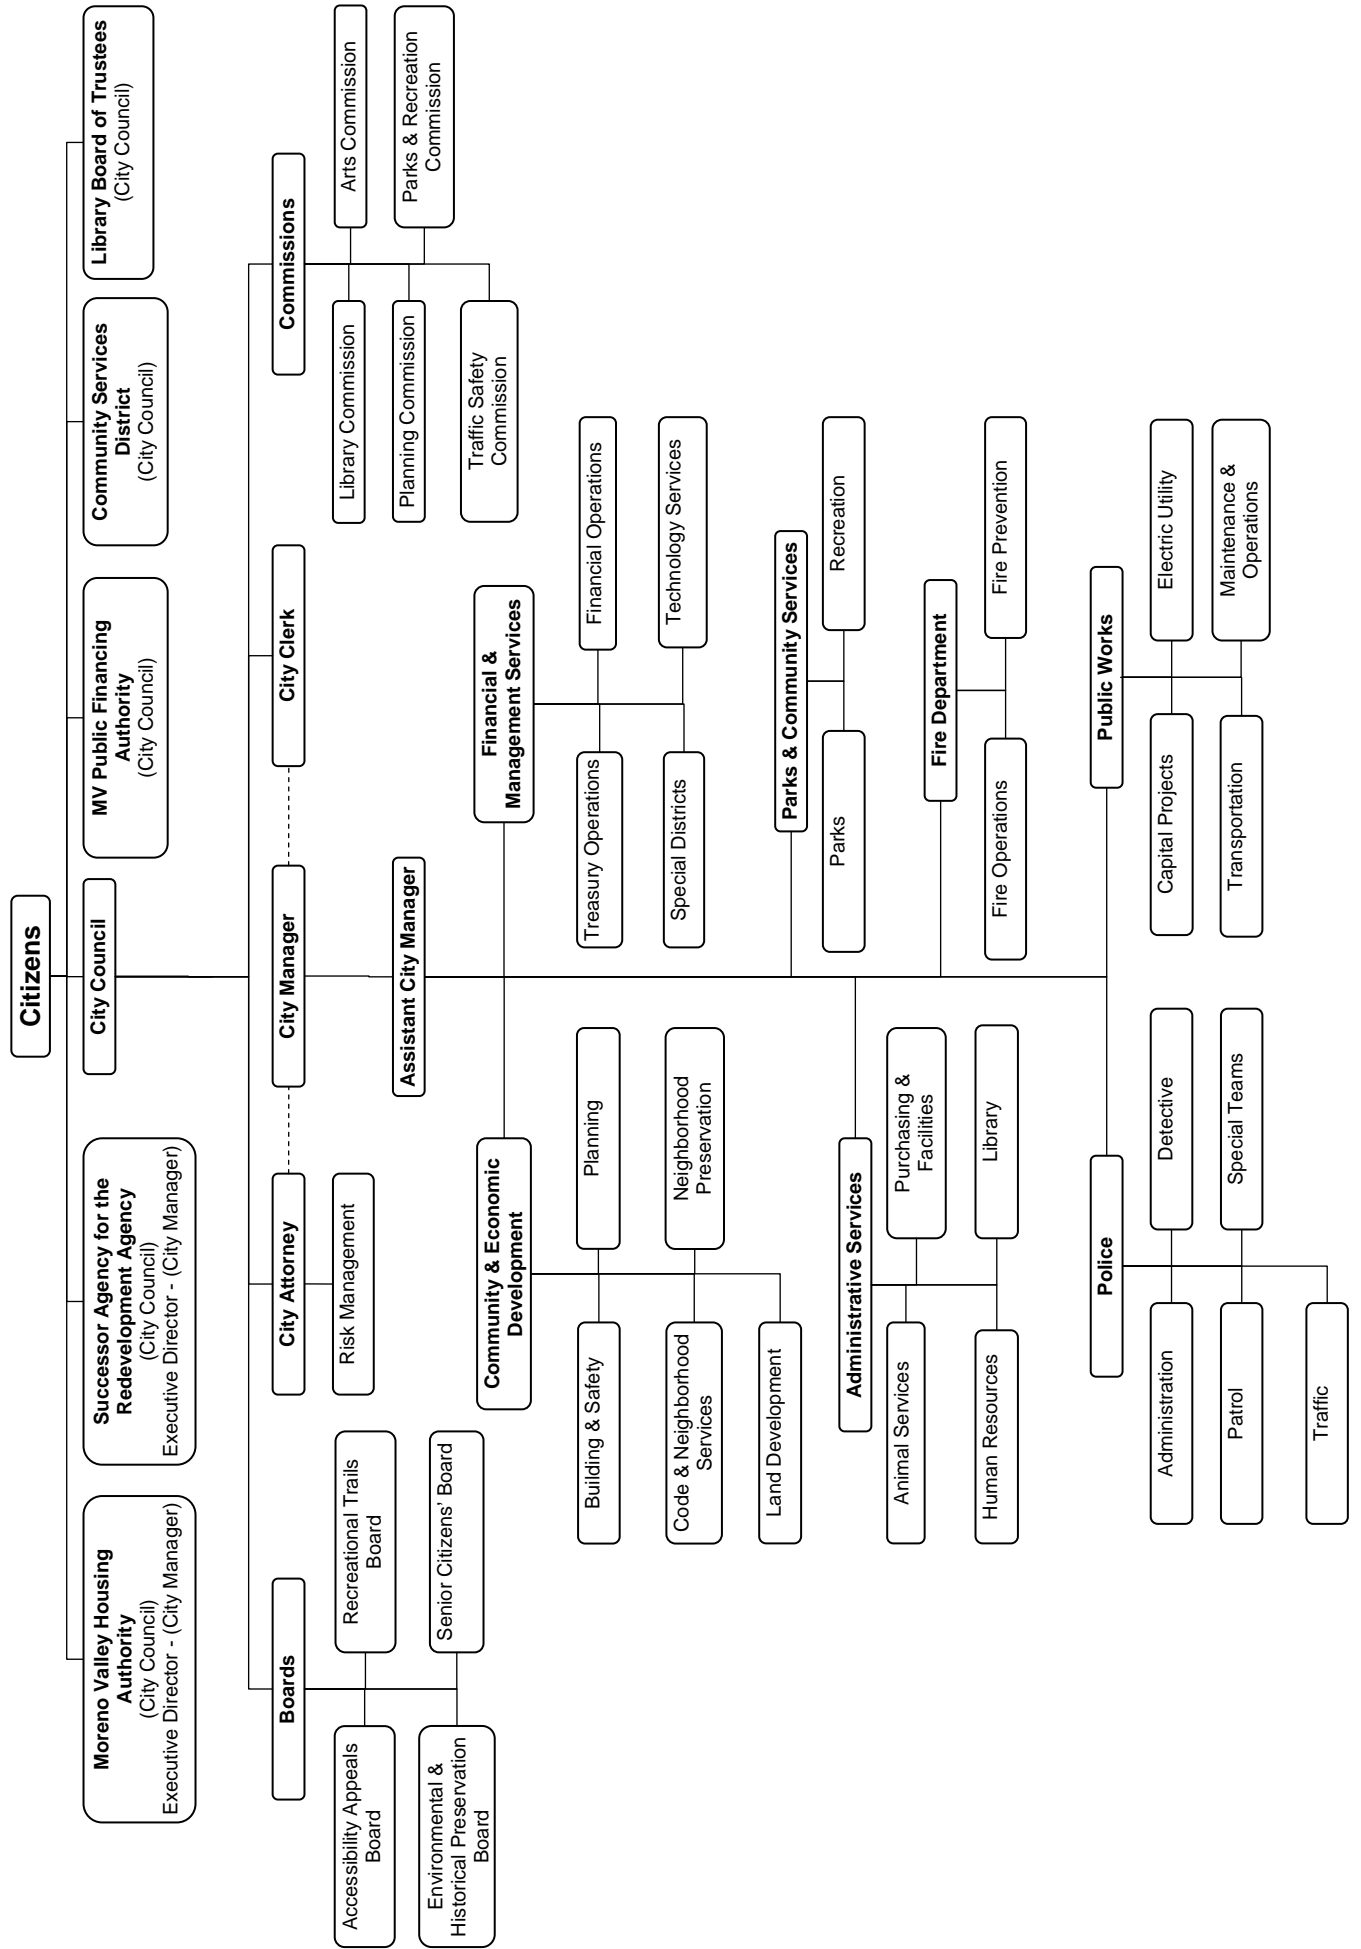 Citizens
Moreno Valley Housing
Authority
(City Council)
Executive Director - (City Manager)
Successor Agency for the
Redevelopment Agency
(City Council)
Executive Director - (City Manager)
City Council
MV Public Financing
Authority
(City Council)
Community Services
District
(City Council)
Library Board of Trustees
(City Council)
Boards
City Attorney
City Manager
City Clerk
Commissions
Accessibility Appeals
Board
Recreational Trails
Board
Environmental &
Historical Preservation
Board
Senior Citizens’ Board
Risk Management
Assistant City Manager
Library Commission
Arts Commission
Planning Commission
Parks & Recreation
Commission
Traffic Safety
Commission
Community & Economic
Development
Building & Safety
Planning
Code & Neighborhood
Services
Neighborhood
Preservation
Land Development
Financial &
Management Services
Treasury Operations
Financial Operations
Special Districts
Technology Services
Parks & Community Services
Parks
Recreation
Administrative Services
Animal Services
Purchasing &
Facilities
Human Resources
Library
Fire Department
Fire Operations
Fire Prevention
Police
Administration
Detective
Patrol
Special Teams
Traffic
Public Works
Capital Projects
Electric Utility
Transportation
Maintenance &
Operations